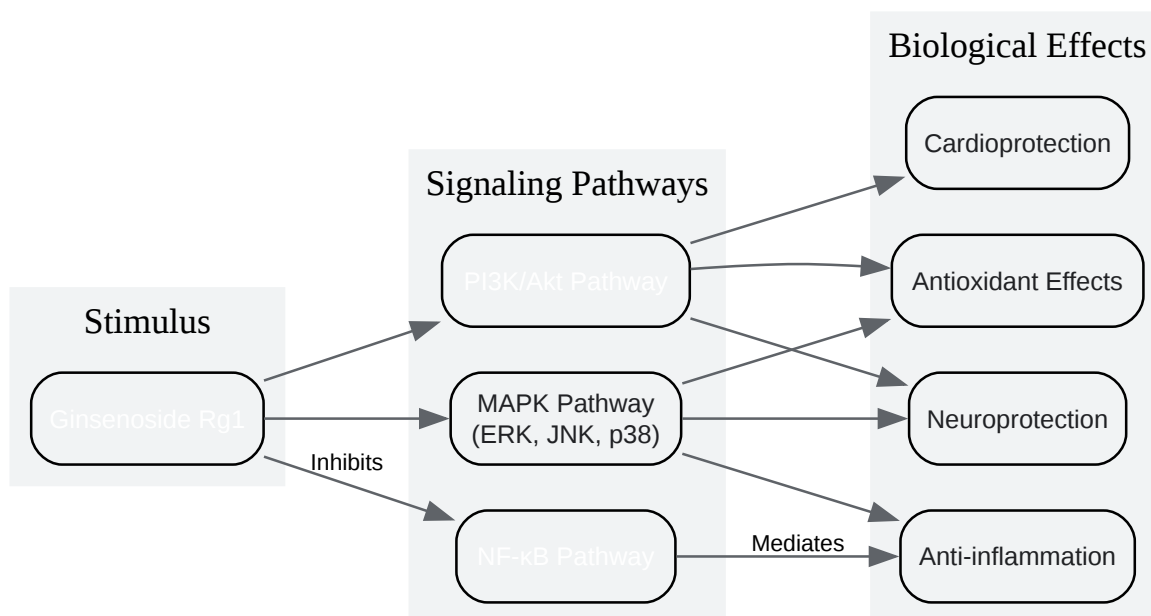 Stimulus
Ginsenoside Rg1
Inhibits
Signaling Pathways
PI3K/Akt Pathway
MAPK Pathway
(ERK, JNK, p38)
NF-κB Pathway
Mediates
Biological Effects
Cardioprotection
Antioxidant Effects
Neuroprotection
Anti-inflammation